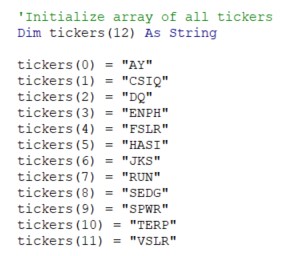 'Initialize array of all tickers
Dim tickers(12) As String
tickers(0) = "AY"
tickers(1) = "CSIQ"
tickers(2) = "DQ"
tickers(3) = "ENPH"
tickers(4) = "FSLR"
tickers(5) = "HASI"
tickers(6) = "JKS"
tickers(7) = "RUN"
tickers(8) = "SEDG"
tickers(9) = "SPWR"
tickers(10) = "TERP"
tickers(11) = "VSLR"